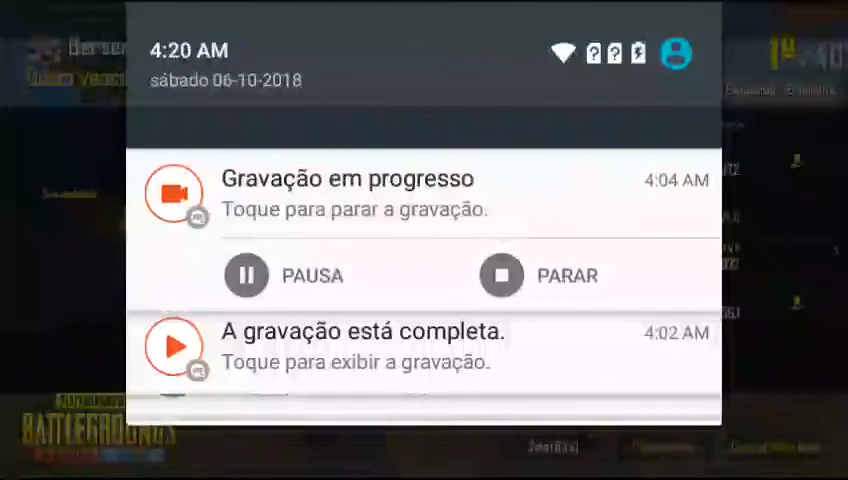 4:20 AM
sábado 06-10-2018
Gravação em progresso
4:04 AM
Toque para parar a gravação.
PAUSA
PARAR
A gravação está completa.
4:02 AM
Toque para exibir a gravação.
BATTLEGROUNDS